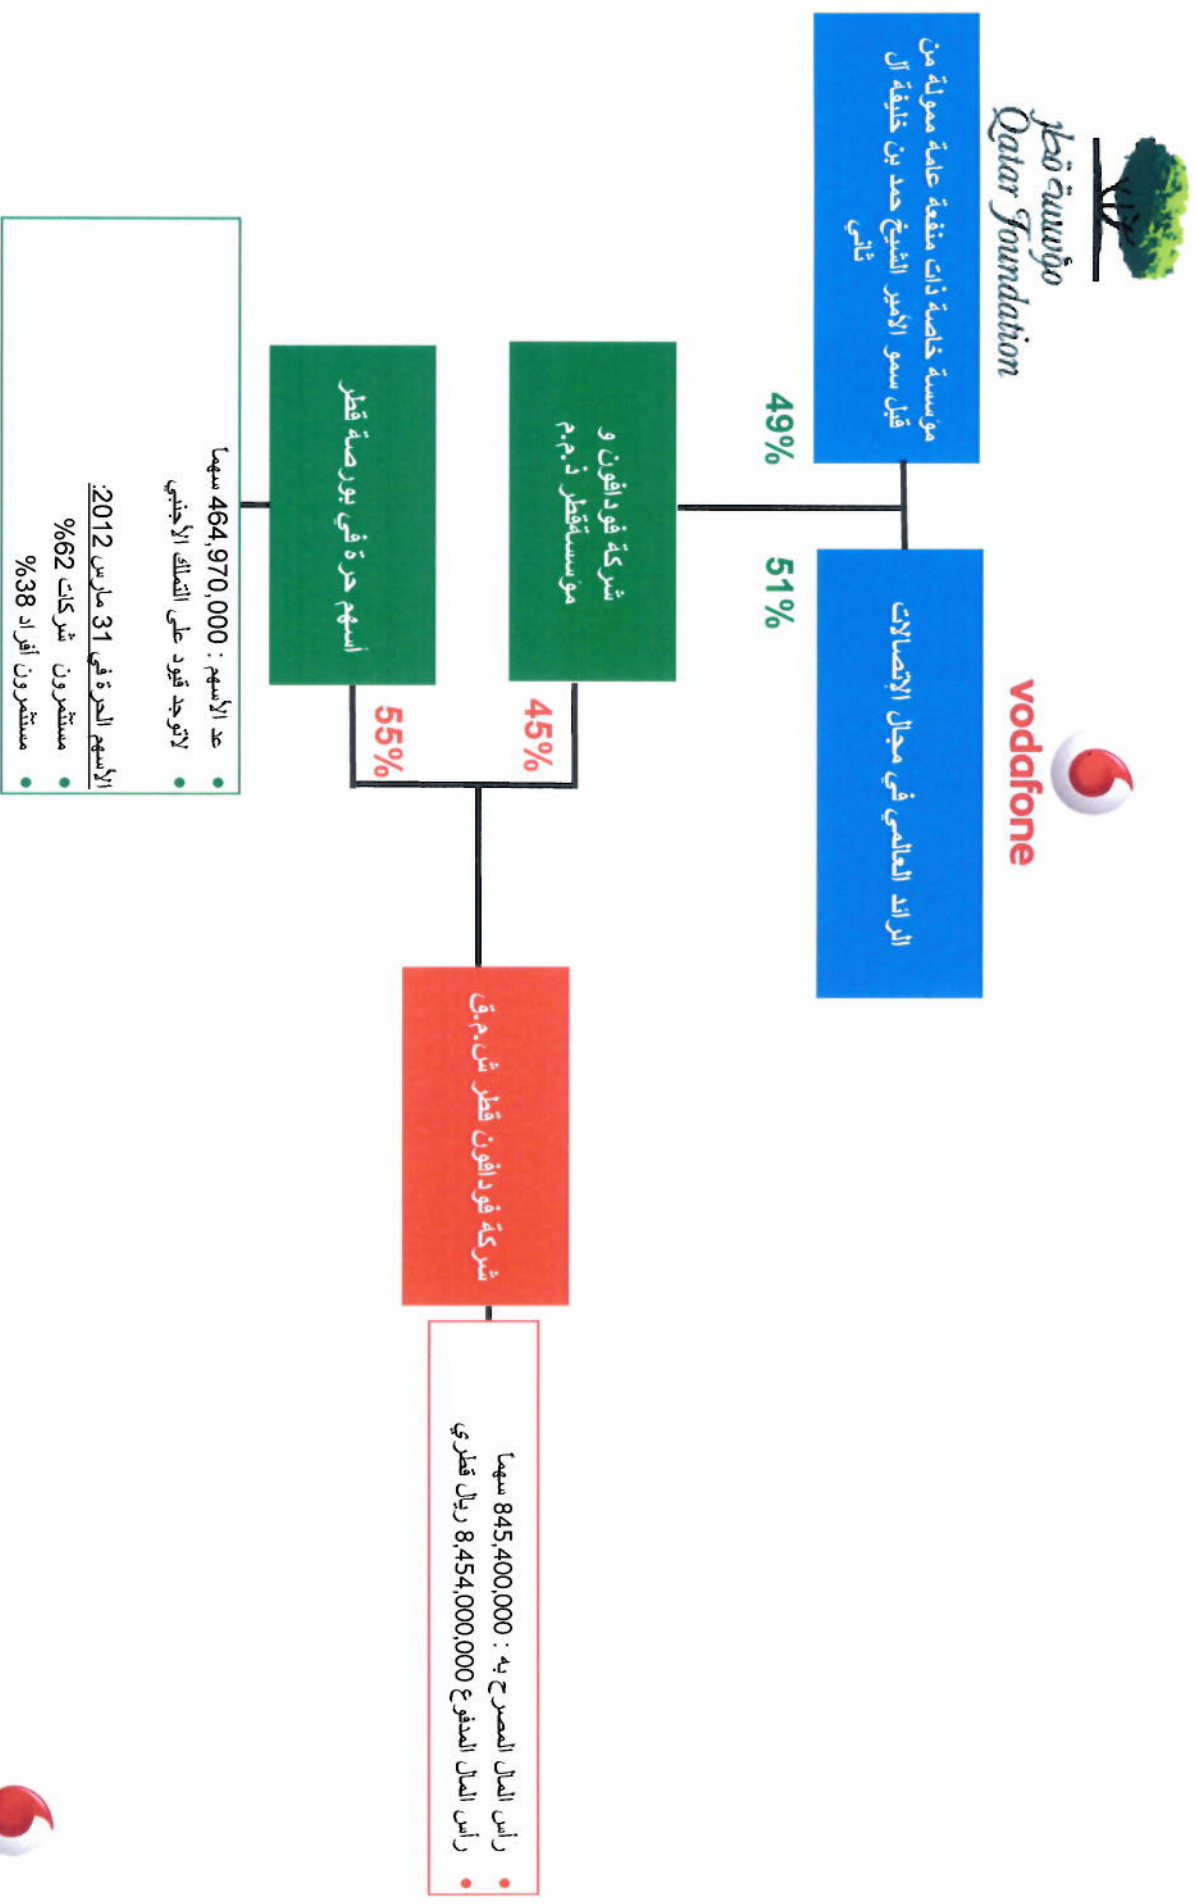 مؤسسة قطر
Qatar Foundation
vodafone
مؤسسة خاصة ذات منفعة عامة ممولة من
قبل سمو الأمير الشيخ حمد بن خليفة آل
ثاني
الرائد العالمي في مجال الإتصالات
49%
51%
شركة فودافون و
مؤسسةقطر ذ.م.م
45%
55%
أسهم حرة في بورصة قطر
شركة فودافون قطر ش.م.ق
• رأس المال المصرح به : 845,400,000 سهما
• رأس المال المدفوع 8,454,000,000 ريال قطري
• عد الأسهم : 464,970,000 سهما
• لاتوجد قيود على التملك الأجنبي
الأسهم الحرة في 31 مارس 2012:
• مستثمرون شركات 62%
• مستثمرون أفراد 38%